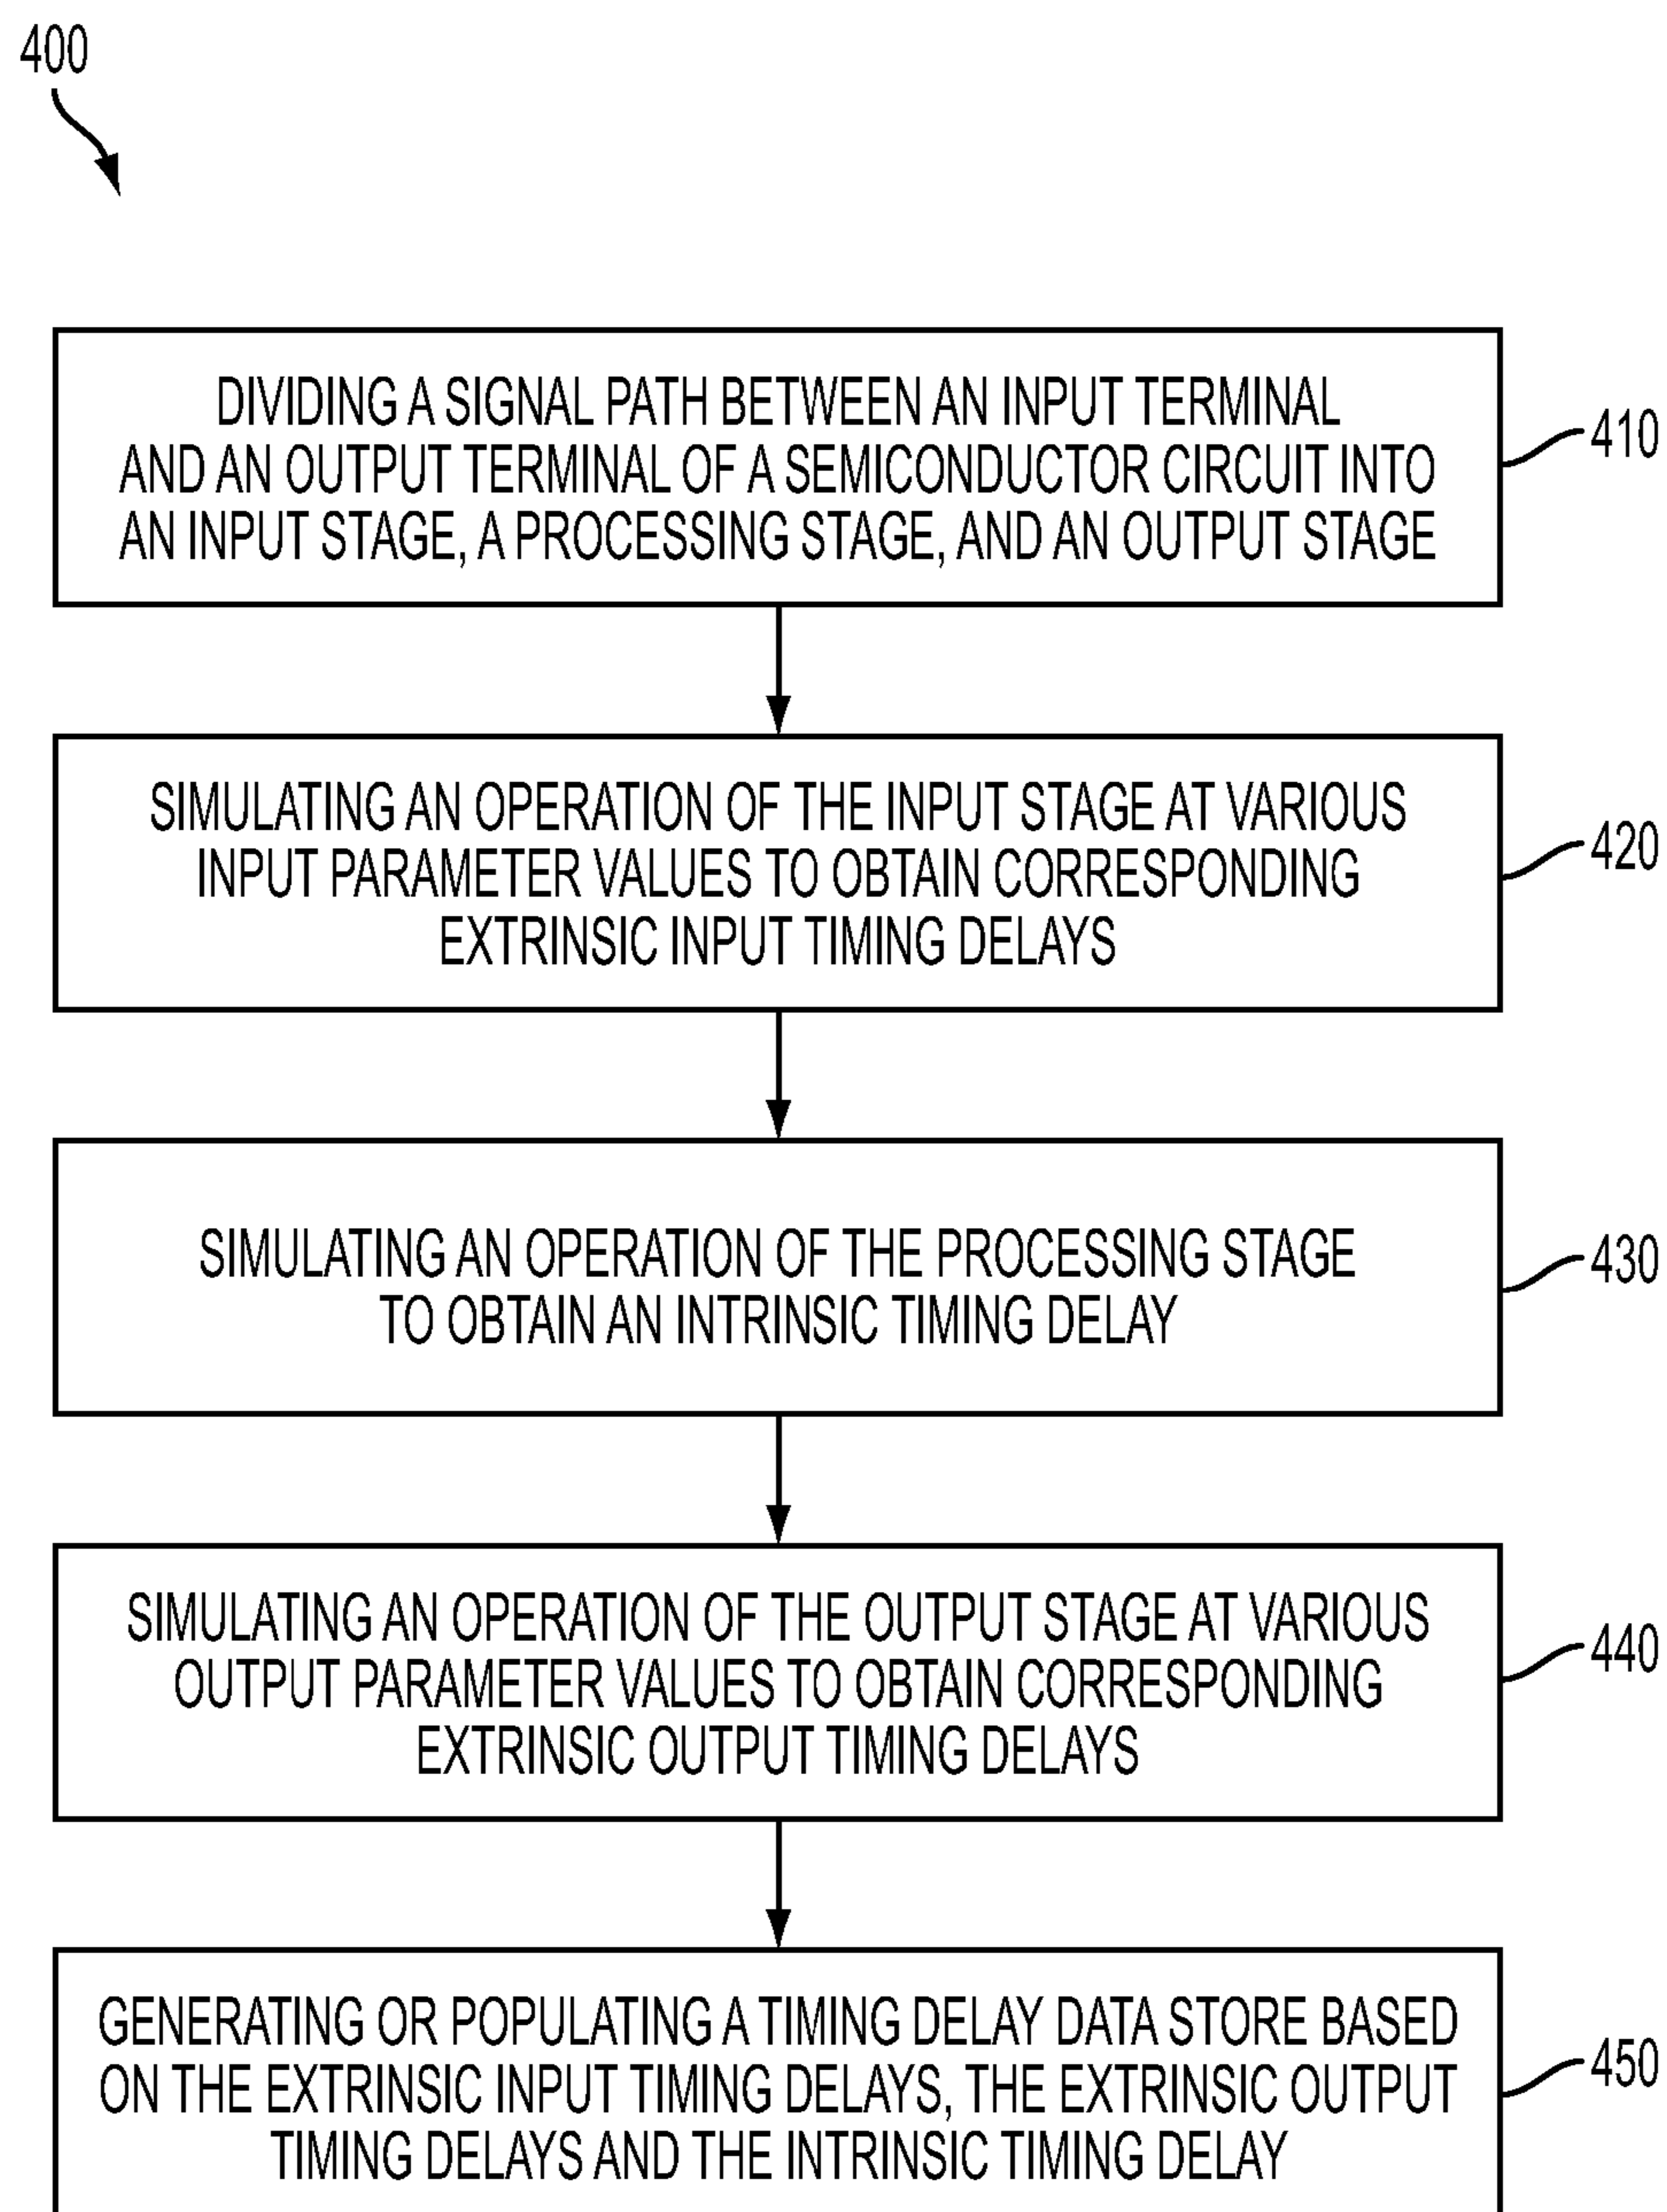 400
DIVIDING A SIGNAL PATH BETWEEN AN INPUT TERMINAL
AND AN OUTPUT TERMINAL OF A SEMICONDUCTOR CIRCUIT INTO
AN INPUT STAGE, A PROCESSING STAGE, AND AN OUTPUT STAGE
410
SIMULATING AN OPERATION OF THE INPUT STAGE AT VARIOUS
INPUT PARAMETER VALUES TO OBTAIN CORRESPONDING
EXTRINSIC INPUT TIMING DELAYS
420
SIMULATING AN OPERATION OF THE PROCESSING STAGE
TO OBTAIN AN INTRINSIC TIMING DELAY
430
SIMULATING AN OPERATION OF THE OUTPUT STAGE AT VARIOUS
OUTPUT PARAMETER VALUES TO OBTAIN CORRESPONDING
EXTRINSIC OUTPUT TIMING DELAYS
440
GENERATING OR POPULATING A TIMING DELAY DATA STORE BASED
ON THE EXTRINSIC INPUT TIMING DELAYS, THE EXTRINSIC OUTPUT
TIMING DELAYS AND THE INTRINSIC TIMING DELAY
450